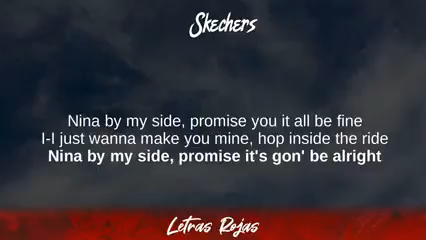 Skechers
Nina by my side, promise you it all be fine
I-I just wanna make you mine, hop inside the ride
Nina by my side, promise it's gon' be alright
Letras Rojas